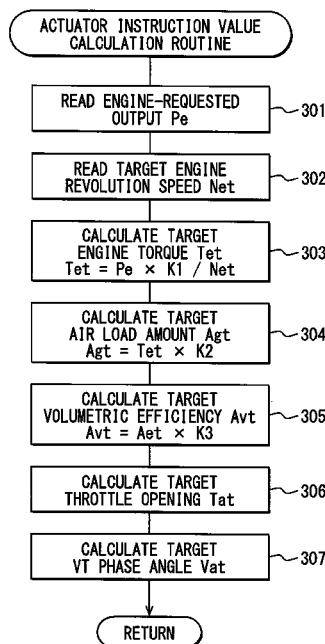 ACTUATOR INSTRUCTION VALUE
CALCULATION ROUTINE
READ ENGINE-REQUESTED
OUTPUT Pe
301
READ TARGET ENGINE
REVOLUTION SPEED Net
302
CALCULATE TARGET
ENGINE TORQUE Tet
Tet = Pe × K1 / Net
303
CALCULATE TARGET
AIR LOAD AMOUNT Agt
Agt = Tet × K2
304
CALCULATE TARGET
VOLUMETRIC EFFICIENCY Avt
Avt = Aet × K3
305
CALCULATE TARGET
THROTTLE OPENING Tat
306
CALCULATE TARGET
VT PHASE ANGLE Vat
307
RETURN